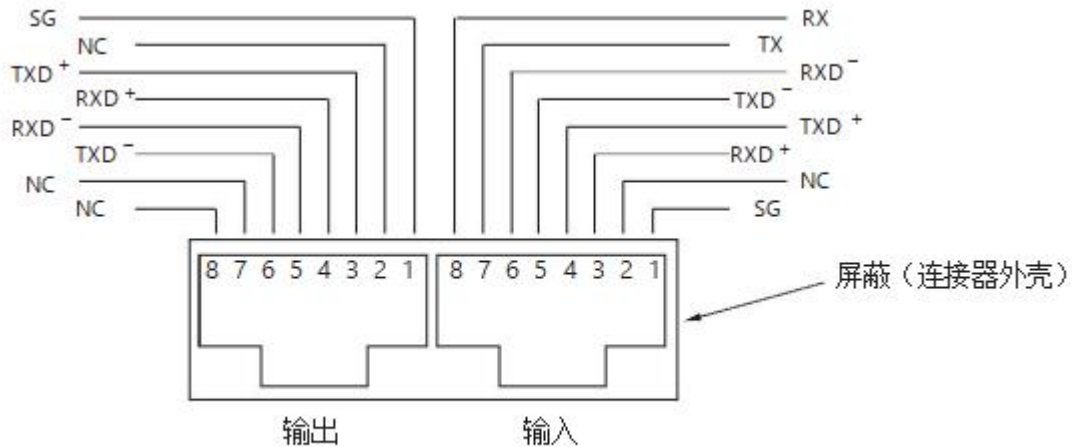 SG
NC
TXD +
RXD +
RXD −
TXD −
NC
NC
RX
TX
RXD −
TXD −
TXD +
RXD +
NC
SG
8 7 6 5 4 3 2 1
8 7 6 5 4 3 2 1
屏蔽（连接器外壳）
输出
输入